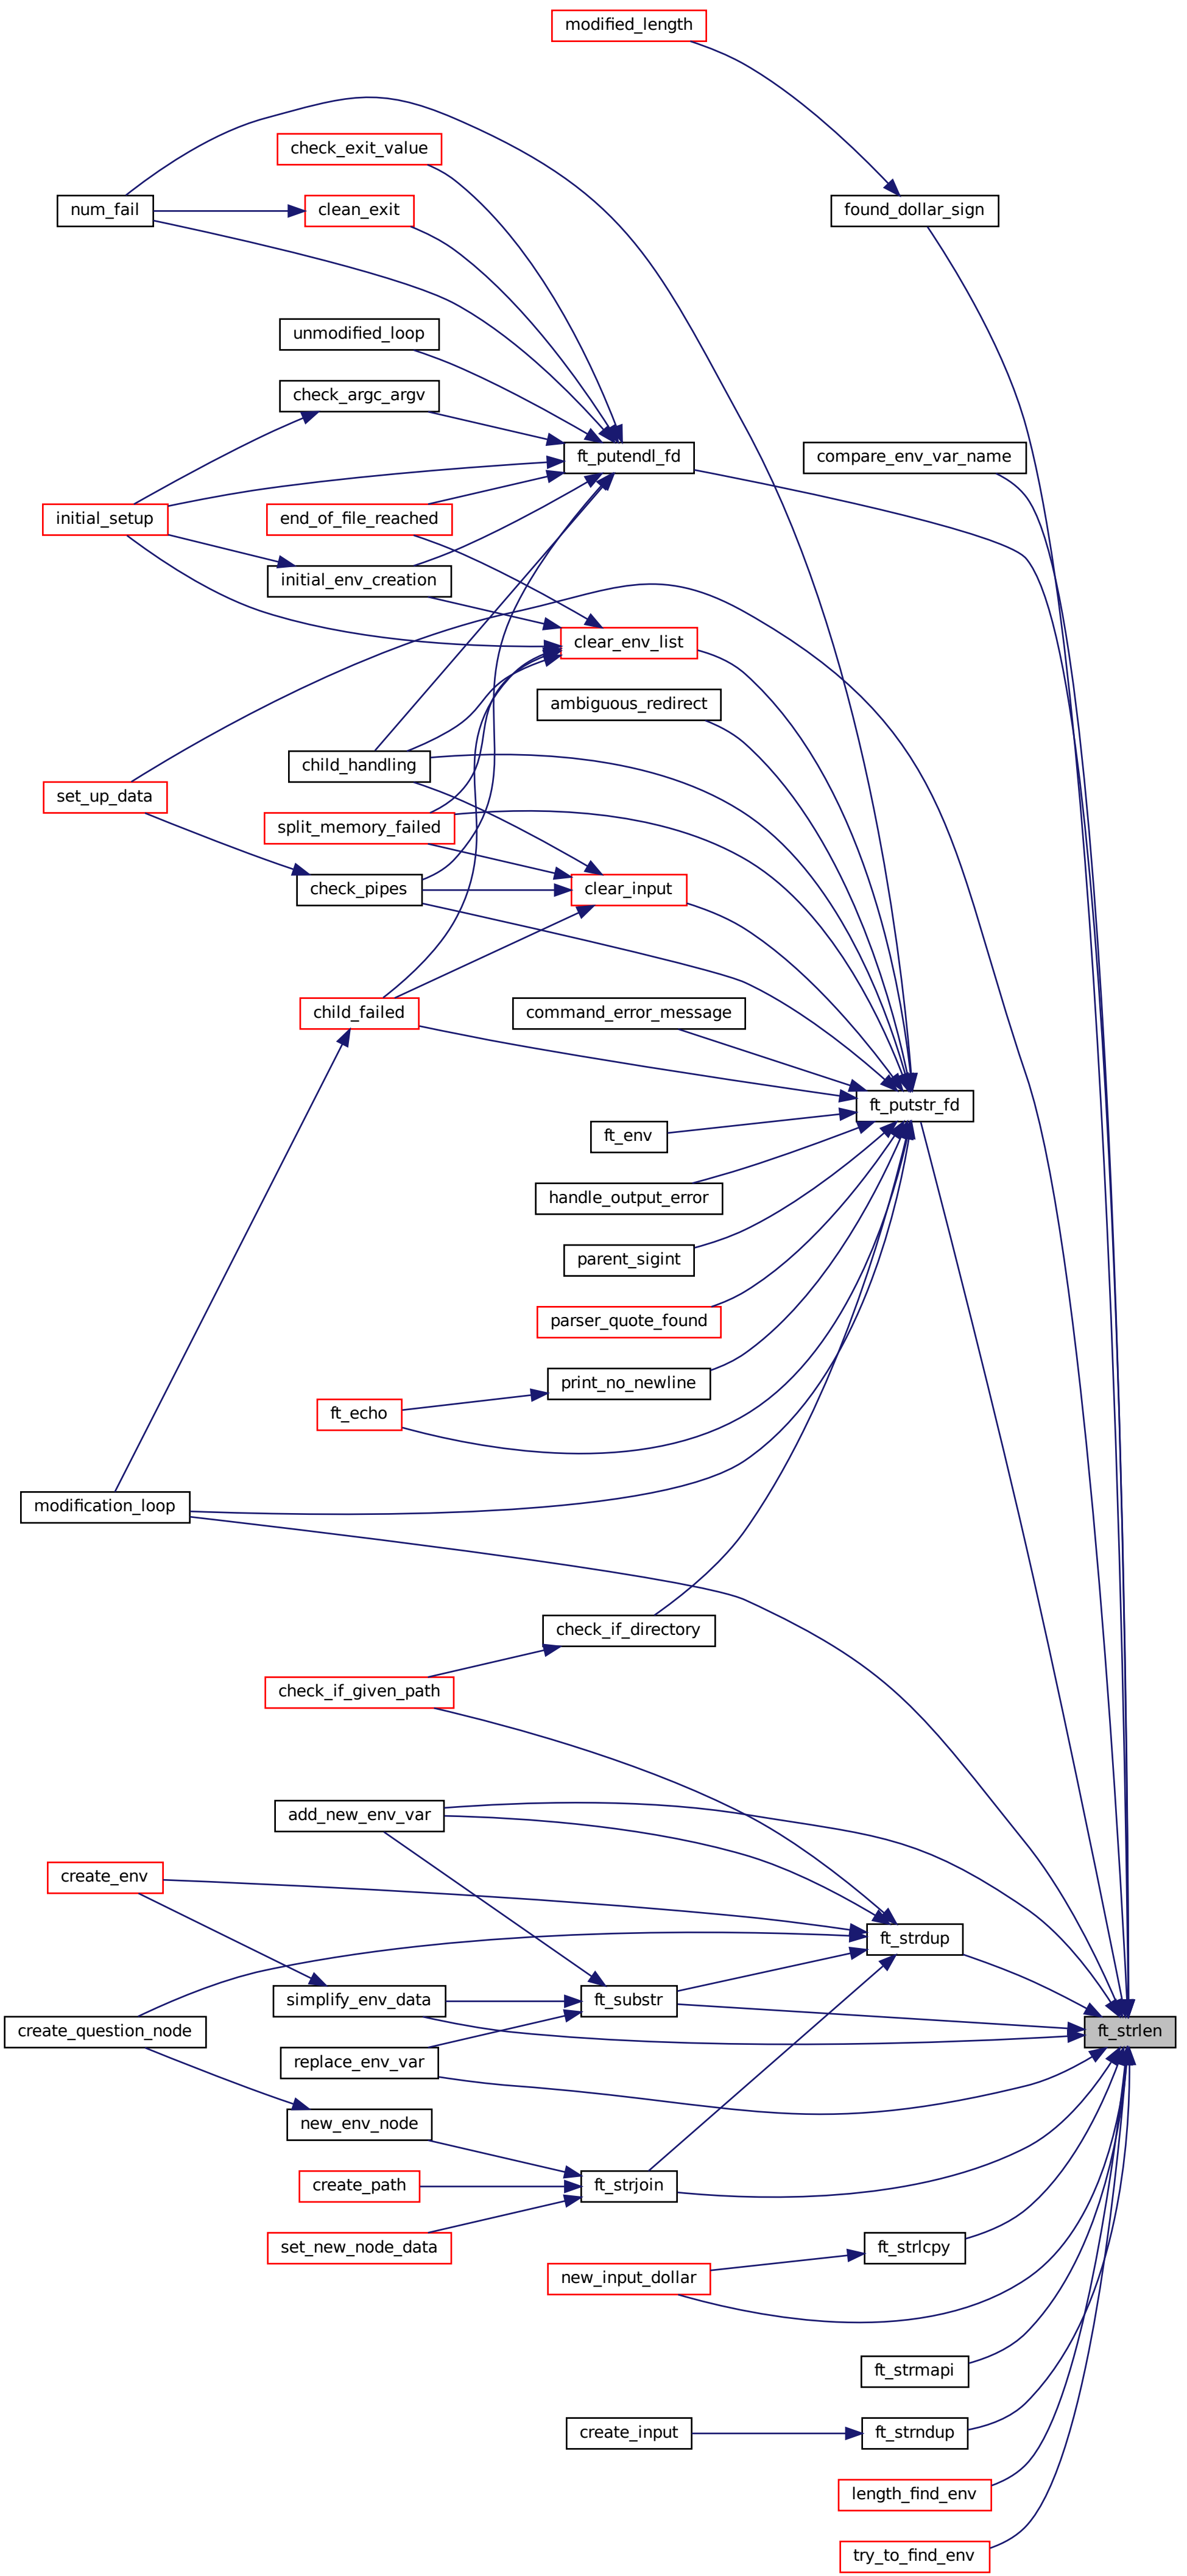 modified_length
check_exit_value
num_fail
clean_exit
found_dollar_sign
unmodified_loop
check_argc_argv
ft_putendl_fd
compare_env_var_name
initial_setup
end_of_file_reached
initial_env_creation
clear_env_list
ambiguous_redirect
child_handling
set_up_data
split_memory_failed
check_pipes
clear_input
child_failed
command_error_message
ft_putstr_fd
ft_env
handle_output_error
parent_sigint
parser_quote_found
print_no_newline
ft_echo
modification_loop
check_if_directory
check_if_given_path
add_new_env_var
create_env
ft_strdup
simplify_env_data
ft_substr
create_question_node
ft_strlen
replace_env_var
new_env_node
create_path
ft_strjoin
set_new_node_data
ft_strlcpy
new_input_dollar
ft_strmapi
create_input
ft_strndup
length_find_env
try_to_find_env